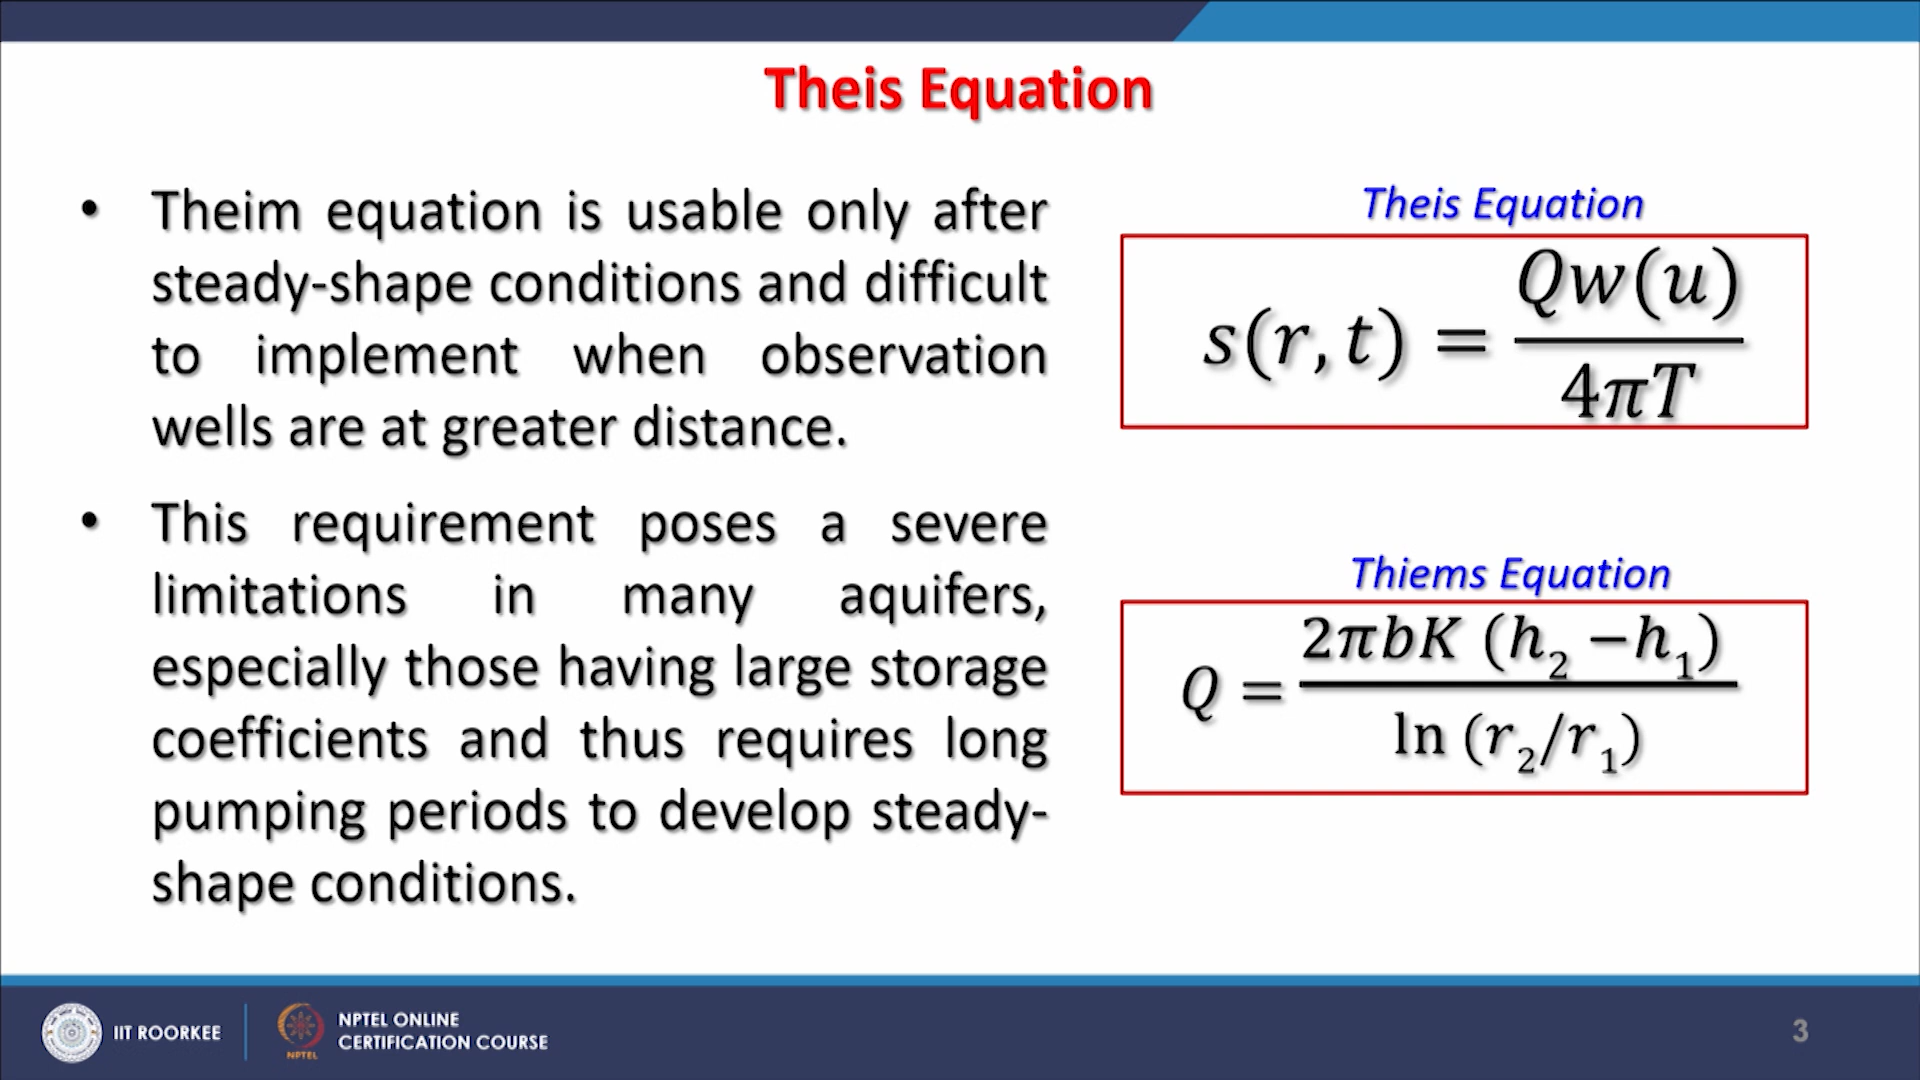 Theis Equation
• Theim equation is usable only after
steady-shape conditions and difficult
to implement when observation
wells are at greater distance.
• This requirement poses a severe
limitations in many aquifers,
especially those having large storage
coefficients and thus requires long
pumping periods to develop steady-
shape conditions.
Theis Equation
s(r, t) = Qw(u) / 4πT
Thiems Equation
Q = 2πbK (h₂ −h₁) / ln (r₂/r₁)
IIT ROORKEE
NPTEL
NPTEL ONLINE
CERTIFICATION COURSE
3